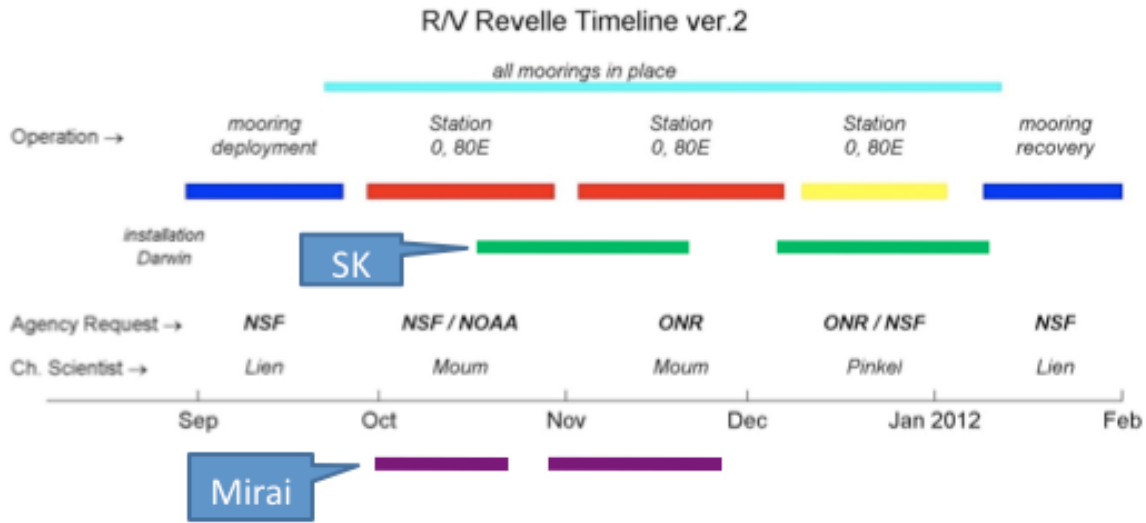 R/V Revelle Timeline ver.2
all moorings in place
Operation →
mooring
deployment
Station
0, 80E
Station
0, 80E
Station
0, 80E
mooring
recovery
installation
Darwin
SK
Agency Request → NSF NSF / NOAA ONR ONR / NSF NSF
Ch. Scientist → Lien Moum Moum Pinkel Lien
Sep Oct Nov Dec Jan 2012 Feb
Mirai